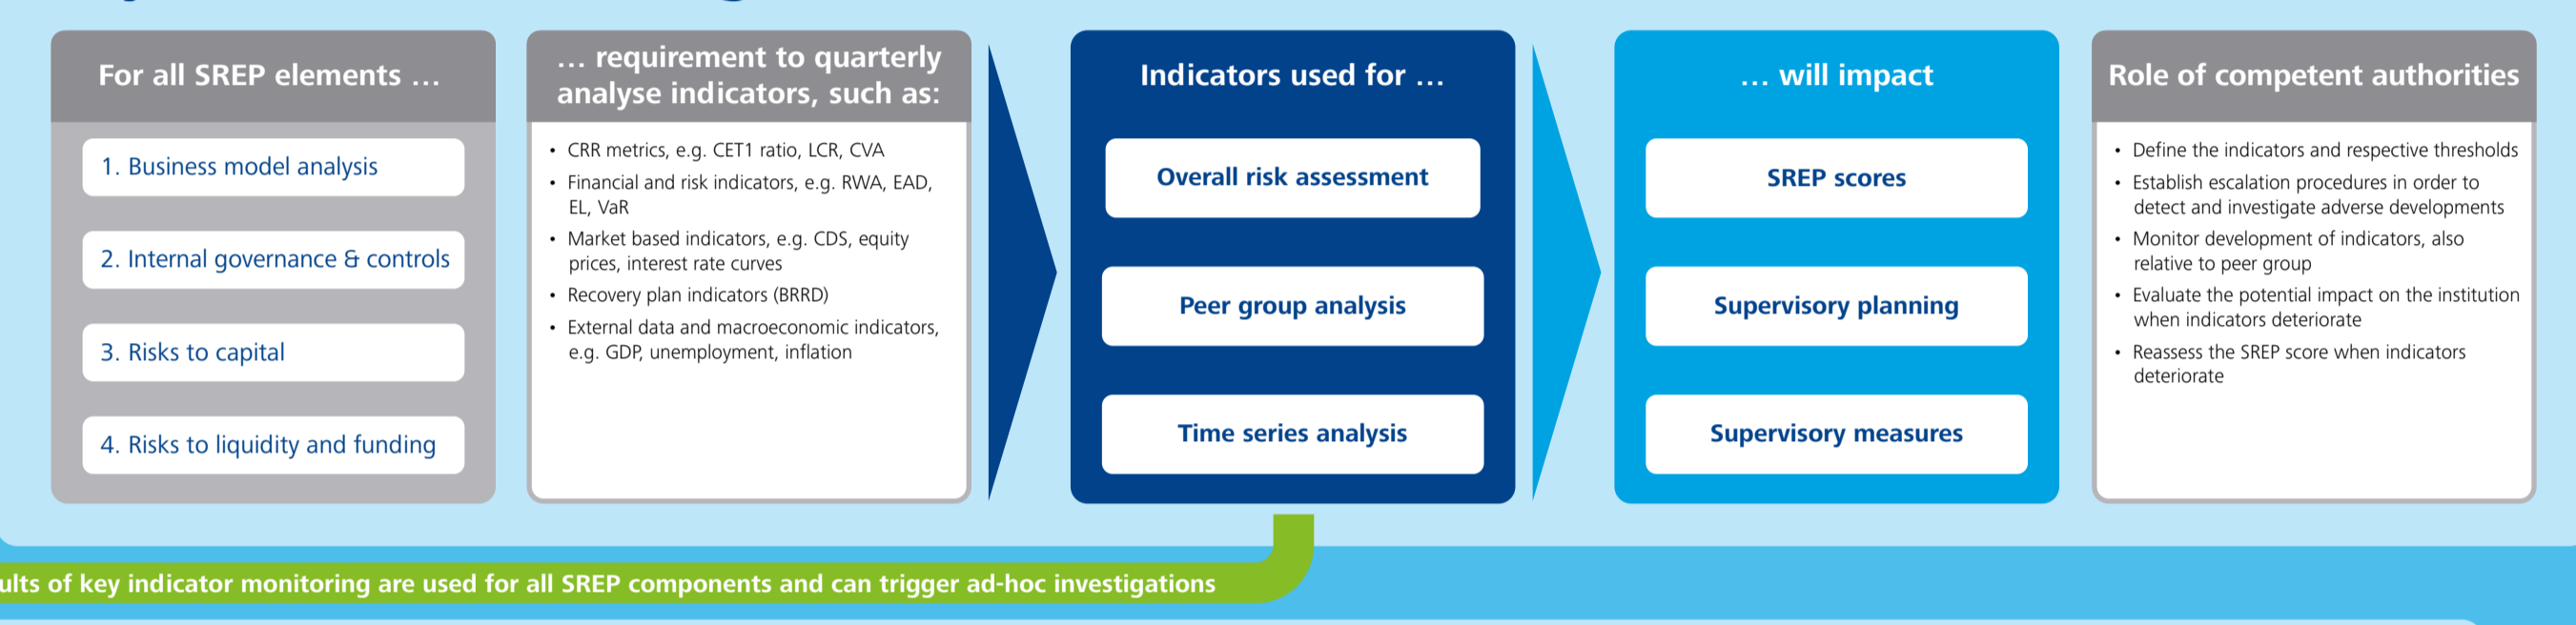 For all SREP elements …
1. Business model analysis
2. Internal governance & controls
3. Risks to capital
4. Risks to liquidity and funding
… requirement to quarterly
analyse indicators, such as:
• CRR metrics, e.g. CET1 ratio, LCR, CVA
• Financial and risk indicators, e.g. RWA, EAD,
EL, VaR
• Market based indicators, e.g. CDS, equity
prices, interest rate curves
• Recovery plan indicators (BRRD)
• External data and macroeconomic indicators,
e.g. GDP, unemployment, inflation
Indicators used for …
Overall risk assessment
Peer group analysis
Time series analysis
… will impact
SREP scores
Supervisory planning
Supervisory measures
Role of competent authorities
• Define the indicators and respective thresholds
• Establish escalation procedures in order to
detect and investigate adverse developments
• Monitor development of indicators, also
relative to peer group
• Evaluate the potential impact on the institution
when indicators deteriorate
• Reassess the SREP score when indicators
deteriorate
of key indicator monitoring are used for all SREP components and can trigger ad-hoc investigations